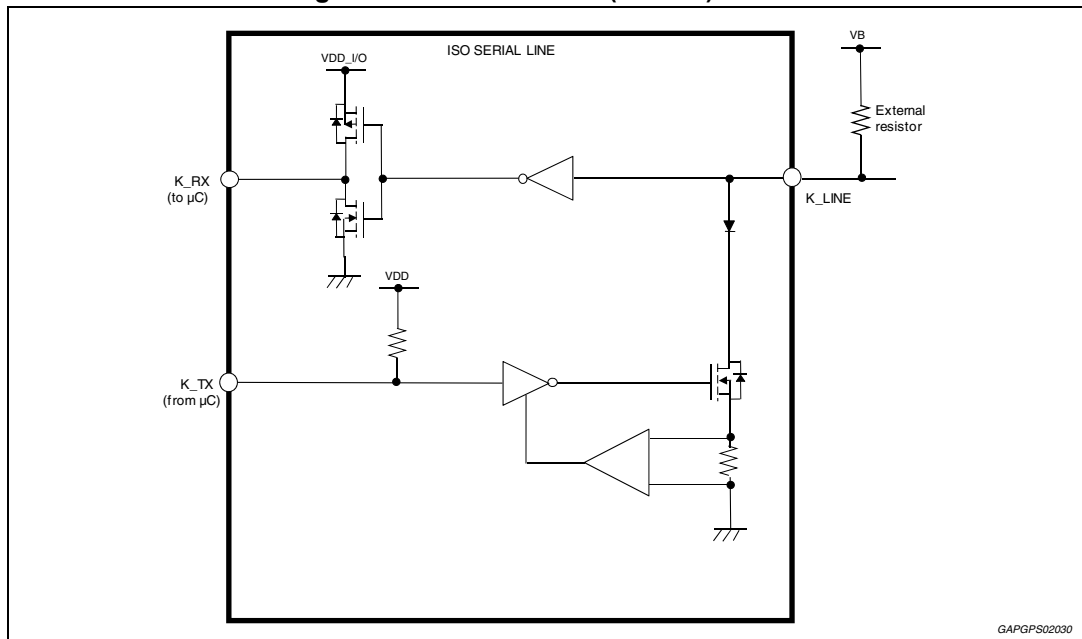 ISO SERIAL LINE
VB
VDD_I/O
External
resistor
K_RX
(to µC)
K_LINE
VDD
K_TX
(from µC)
GAPGPS02030